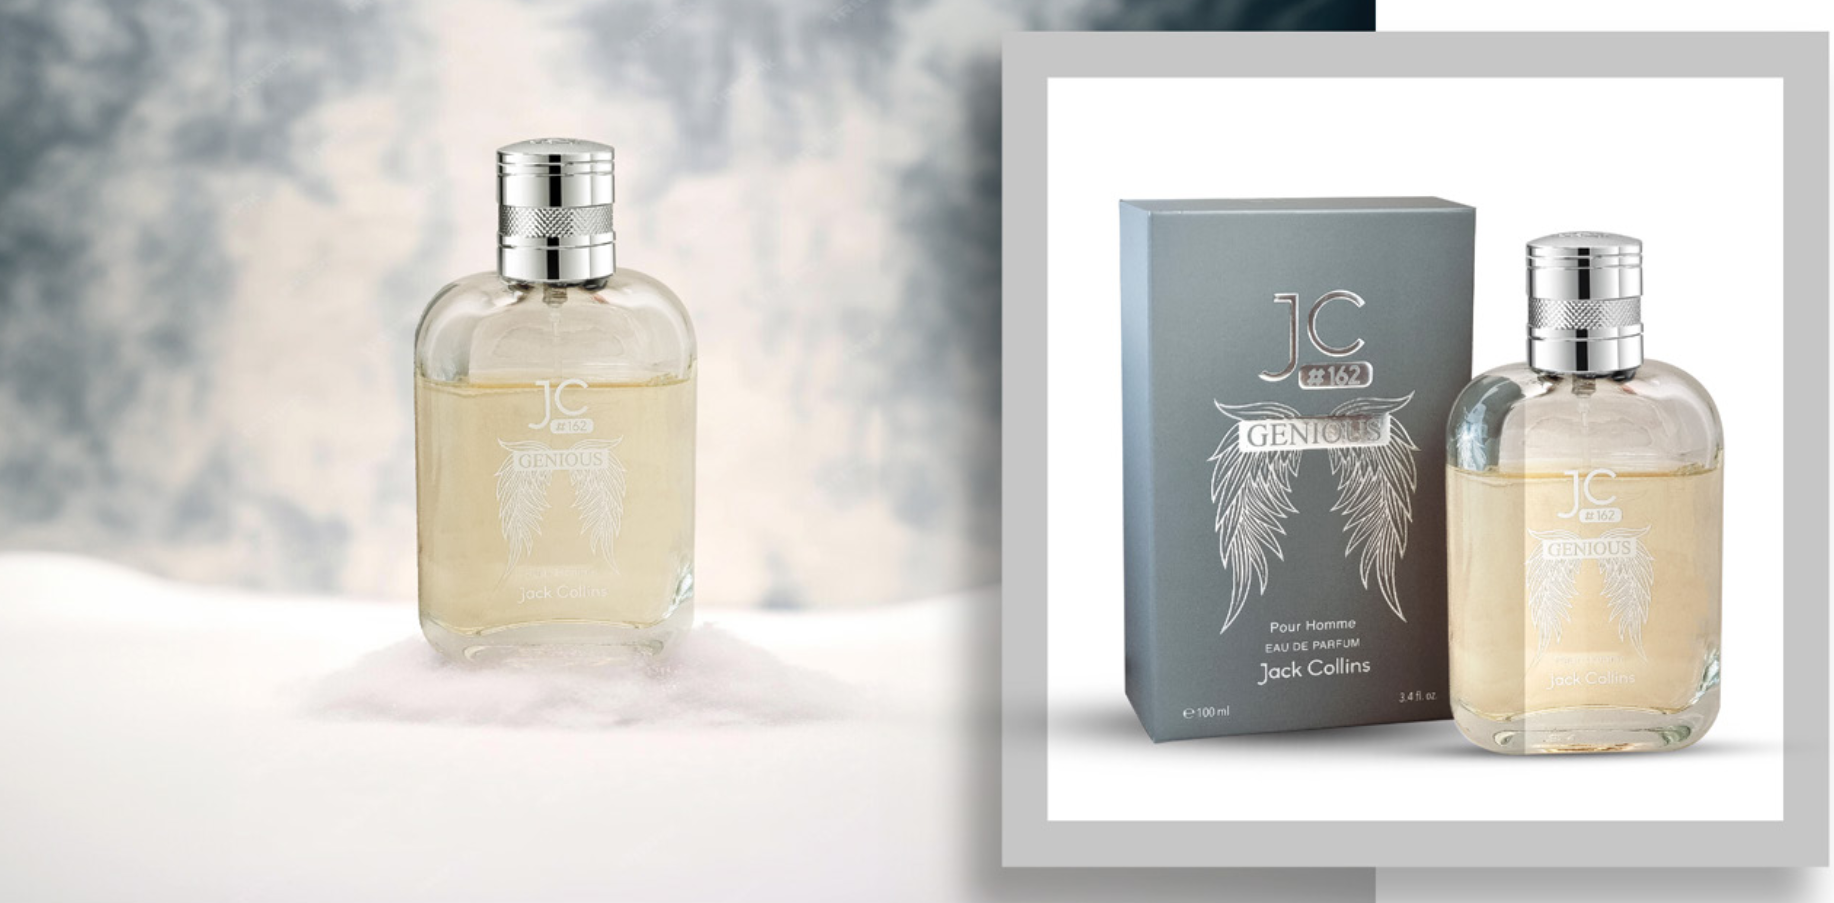 JC
#162
GENIOUS
Jack Collins
JC
#162
GENIOUS
Pour Homme
EAU DE PARFUM
Jack Collins
℮ 100 ml
3.4 fl. oz.
JC
#162
GENIOUS
Jack Collins